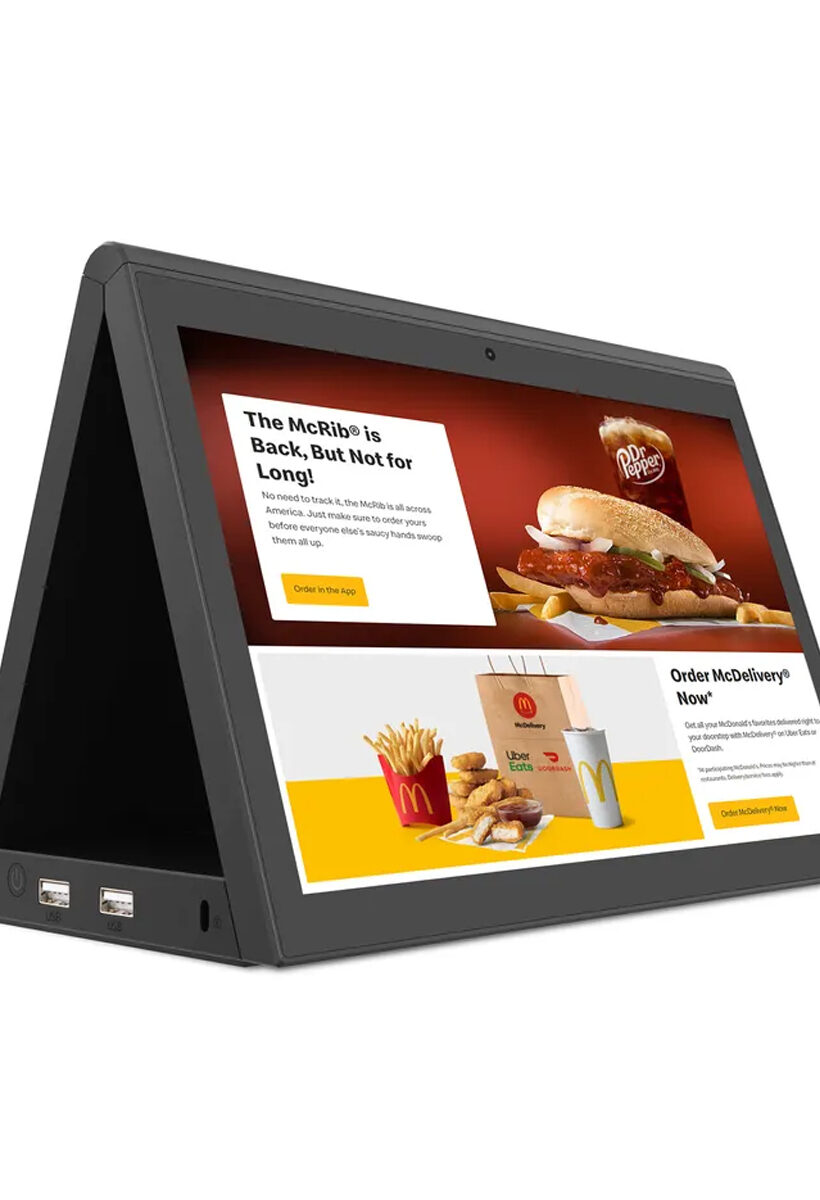 The McRib® is
Back, But Not for
Long!
No need to track it, the McRib is all across
America. Just make sure to order yours
before everyone else's saucy hands swoop
them all up.
Order in the App
Dr
Pepper
McDelivery
Uber
Eats
DOORDASH
Order McDelivery®
Now*
Get all your McDonald's favorites delivered right to
your doorstep with McDelivery® on Uber Eats or
DoorDash.
*At participating McDonald's. Prices may be higher than at
restaurants. Delivery/service fees apply.
Order McDelivery® Now
USB
USB